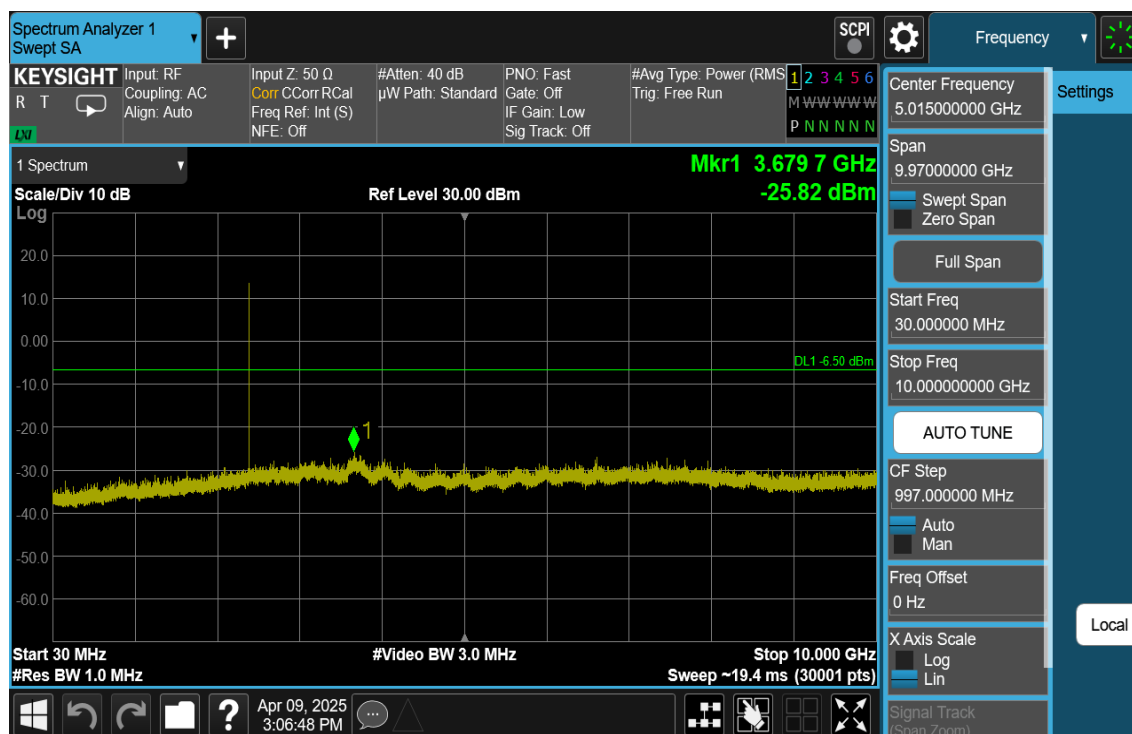 Spectrum Analyzer 1
Swept SA
+
SCPI
Frequency
KEYSIGHT
R T
LXI
Input: RF
Coupling: AC
Align: Auto
Input Z: 50 Ω
Corr CCorr RCal
Freq Ref: Int (S)
NFE: Off
#Atten: 40 dB
µW Path: Standard
PNO: Fast
Gate: Off
IF Gain: Low
Sig Track: Off
#Avg Type: Power (RMS
Trig: Free Run
1 2 3 4 5 6
M W W W W W
P N N N N N
1 Spectrum
Scale/Div 10 dB
Ref Level 30.00 dBm
Mkr1 3.679 7 GHz
-25.82 dBm
Log
20.0
10.0
0.00
DL1 -6.50 dBm
-10.0
-20.0
1
-30.0
-40.0
-50.0
-60.0
Start 30 MHz
#Video BW 3.0 MHz
Stop 10.000 GHz
#Res BW 1.0 MHz
Sweep ~19.4 ms (30001 pts)
?
Apr 09, 2025
3:06:48 PM
Center Frequency
5.015000000 GHz
Span
9.97000000 GHz
Swept Span
Zero Span
Full Span
Start Freq
30.000000 MHz
Stop Freq
10.000000000 GHz
AUTO TUNE
CF Step
997.000000 MHz
Auto
Man
Freq Offset
0 Hz
X Axis Scale
Log
Lin
Signal Track
(Span Zoom)
Settings
Local